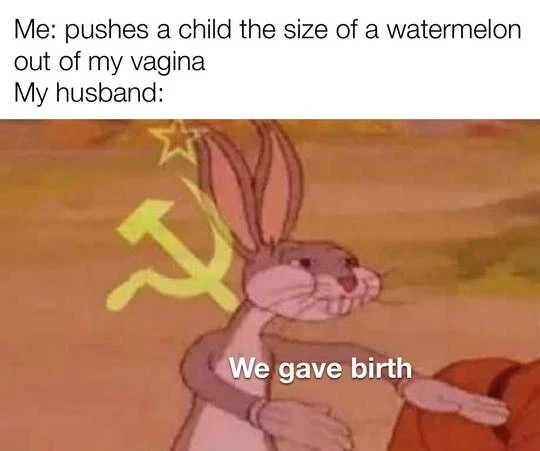 Me: pushes a child the size of a watermelon
out of my vagina
My husband:
We gave birth